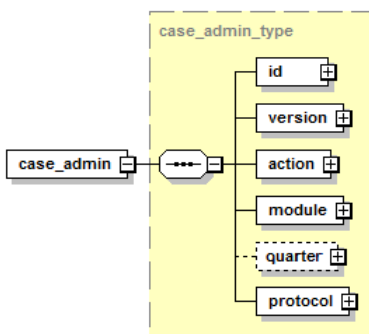 case_admin_type
id
version
case_admin
action
module
quarter
protocol